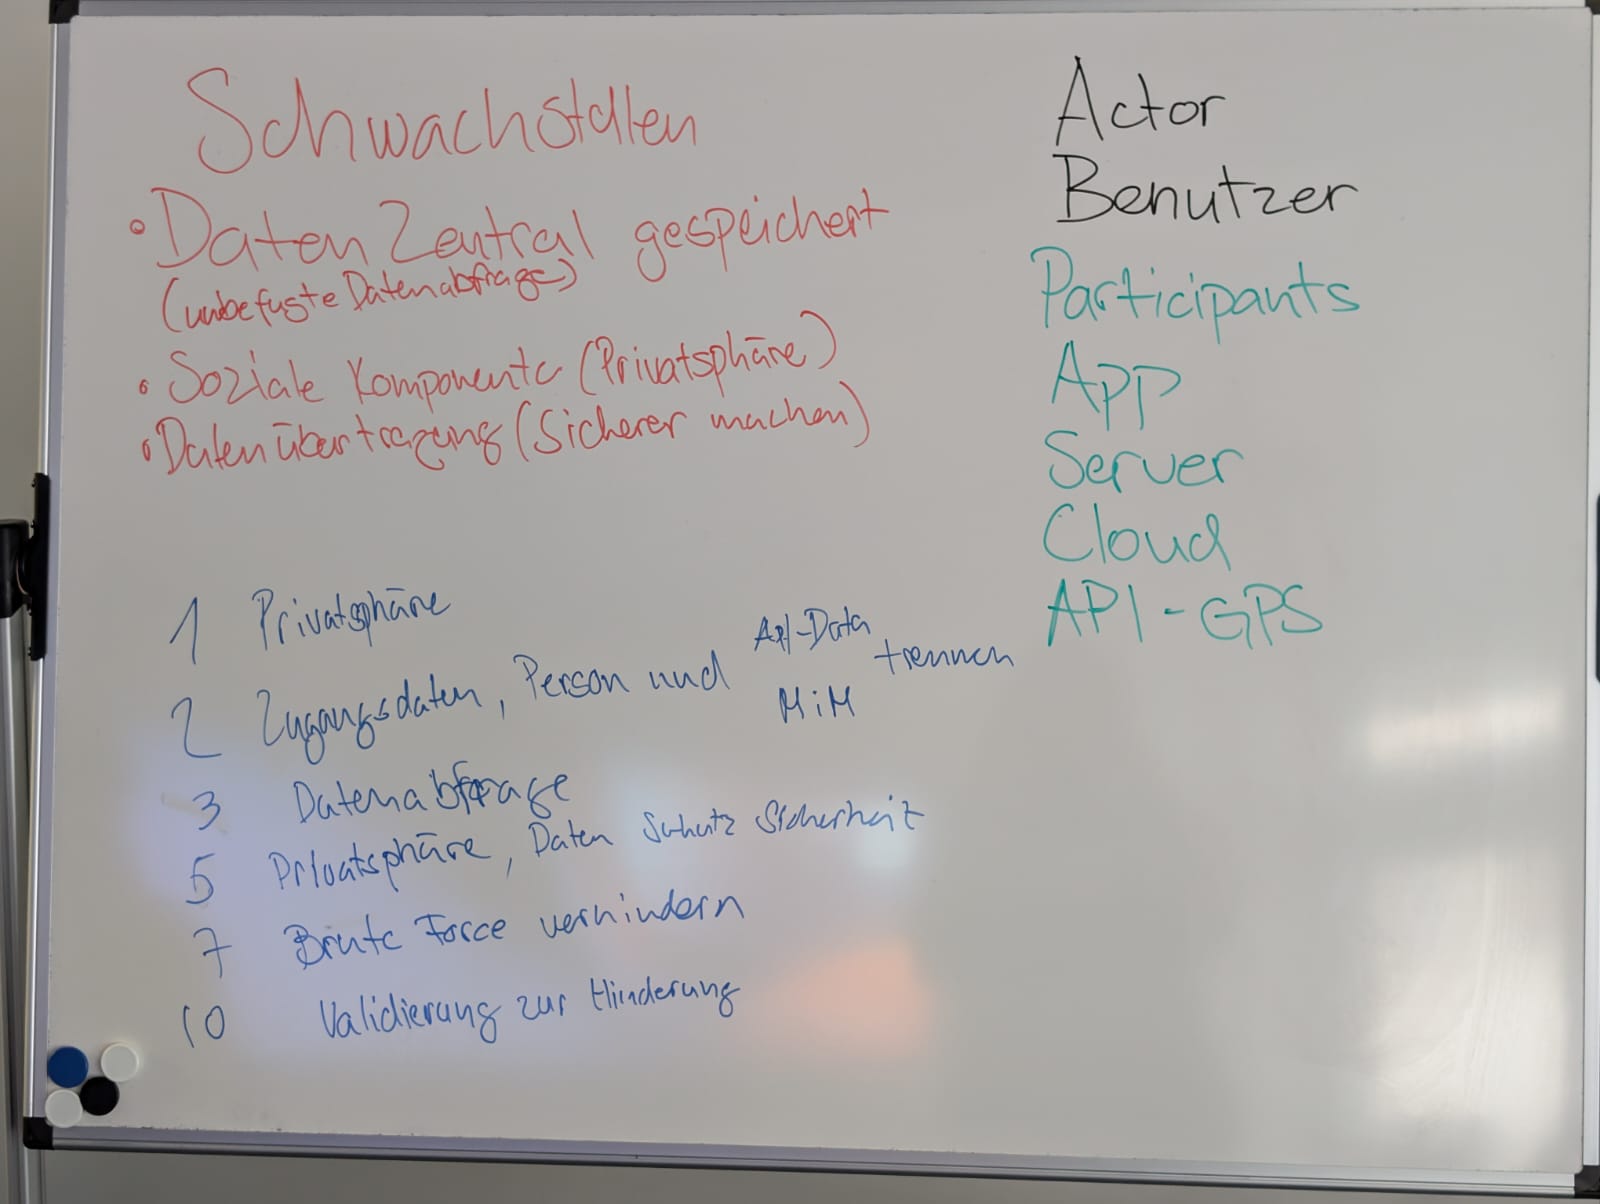 Schwachstellen
• Daten Zentral gespeichert
(unbefugte Datenabfrage)
• Soziale Komponente (Privatsphäre)
• Datenübertragung (Sicherer machen)
1 Privatsphäre
2 Zugangsdaten, Person und API-Data trennen
MiM
3 Datenabfrage
5 Privatsphäre, Daten Schutz Sicherheit
7 Brute Force verhindern
10 Validierung zur Hinderung
Actor
Benutzer
Participants
App
Server
Cloud
API-GPS